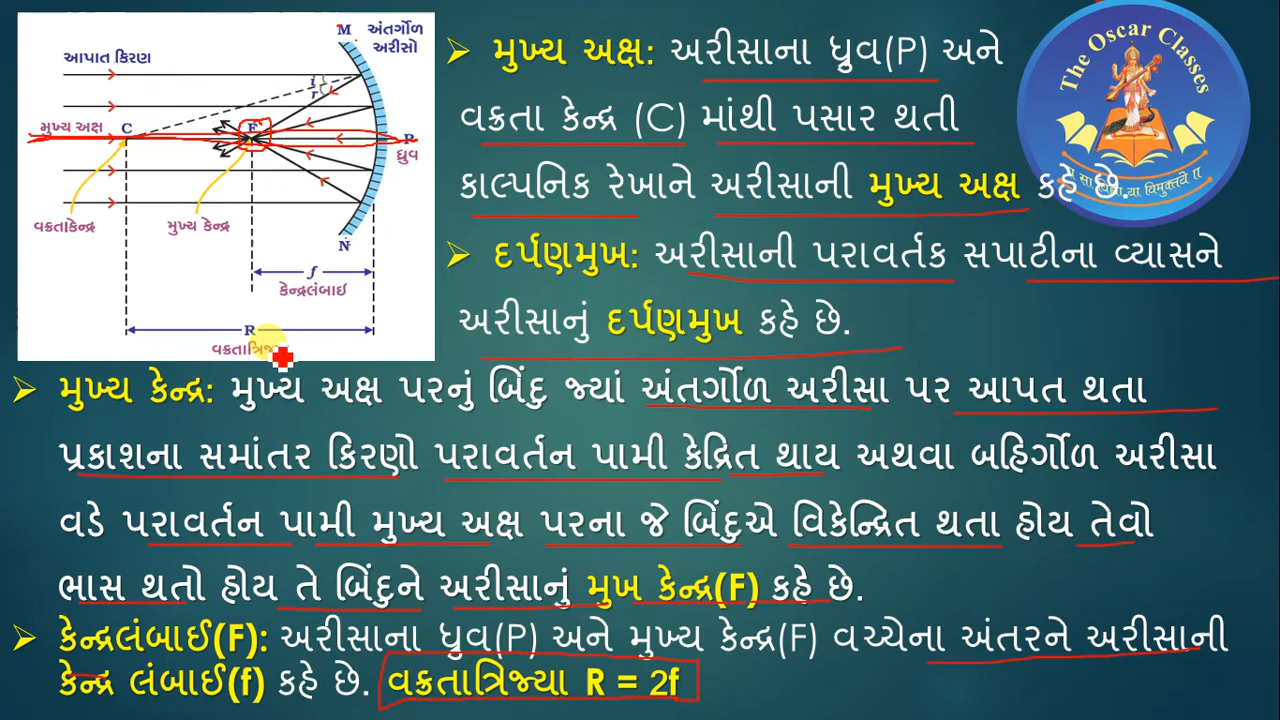 M અંતર્ગોળ
અરીસો
આપાત કિરણ
i
r
મુખ્ય અક્ષ C F P
ધ્રુવ
વક્રતાકેન્દ્ર મુખ્ય કેન્દ્ર
N
f
કેન્દ્રલંબાઈ
R
The Oscar Classes
➢ મુખ્ય અક્ષ: અરીસાના ધ્રુવ(P) અને
વક્રતા કેન્દ્ર (C) માંથી પસાર થતી
કાલ્પનિક રેખાને અરીસાની મુખ્ય અક્ષ કહે છે.
➢ દર્પણમુખ: અરીસાની પરાવર્તક સપાટીના વ્યાસને
અરીસાનું દર્પણમુખ કહે છે.
➢ મુખ્ય કેન્દ્ર: મુખ્ય અક્ષ પરનું બિંદુ જ્યાં અંતર્ગોળ અરીસા પર આપત થતા
પ્રકાશના સમાંતર કિરણો પરાવર્તન પામી કેદ્રિત થાય અથવા બહિર્ગોળ અરીસા
વડે પરાવર્તન પામી મુખ્ય અક્ષ પરના જે બિંદુએ વિકેન્દ્રિત થતા હોય તેવો
ભાસ થતો હોય તે બિંદુને અરીસાનું મુખ કેન્દ્ર(F) કહે છે.
➢ કેન્દ્રલંબાઈ(F): અરીસાના ધ્રુવ(P) અને મુખ્ય કેન્દ્ર(F) વચ્ચેના અંતરને અરીસાની
કેન્દ્ર લંબાઈ(f) કહે છે. વક્રતાત્રિજ્યા R = 2f